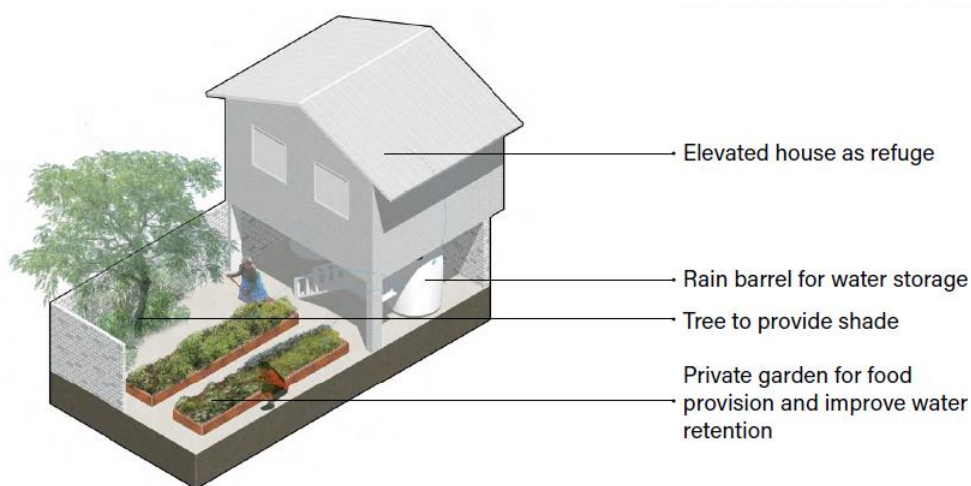 Elevated house as refuge
Rain barrel for water storage
Tree to provide shade
Private garden for food
provision and improve water
retention